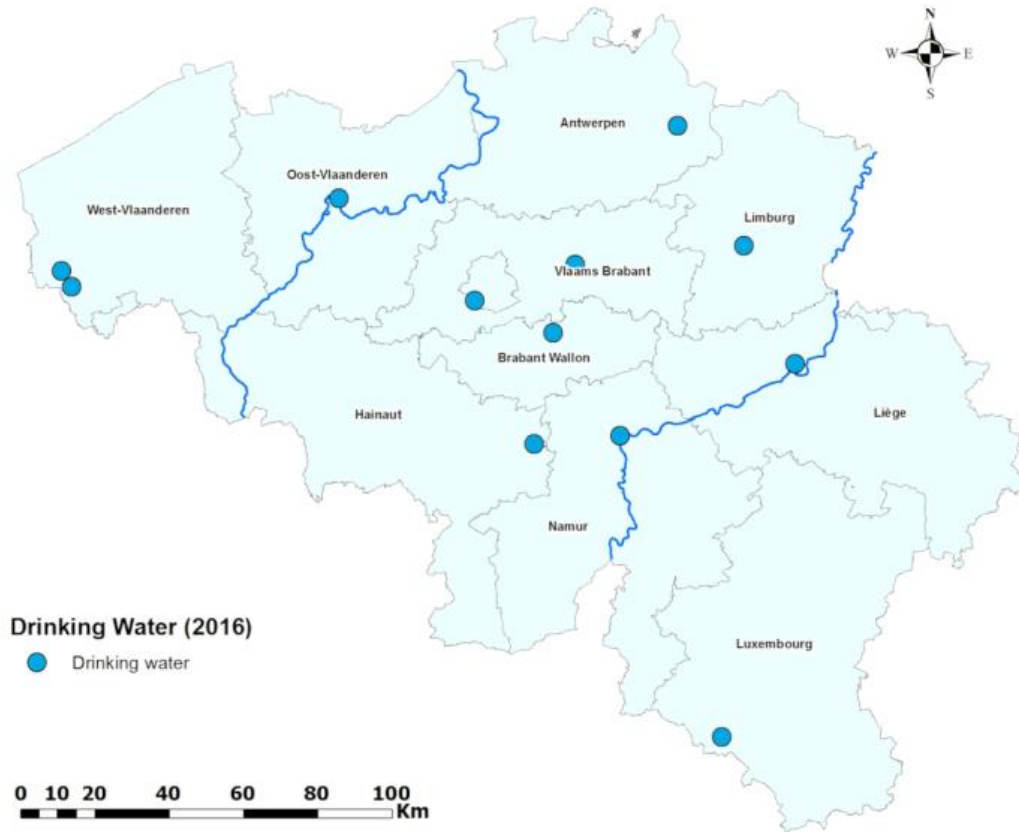 N
W E
S
Antwerpen
Oost-Vlaanderen
West-Vlaanderen
Limburg
Vlaams Brabant
Brabant Wallon
Hainaut
Liège
Namur
Drinking Water (2016)
Drinking water
Luxembourg
0 10 20 40 60 80 100
Km